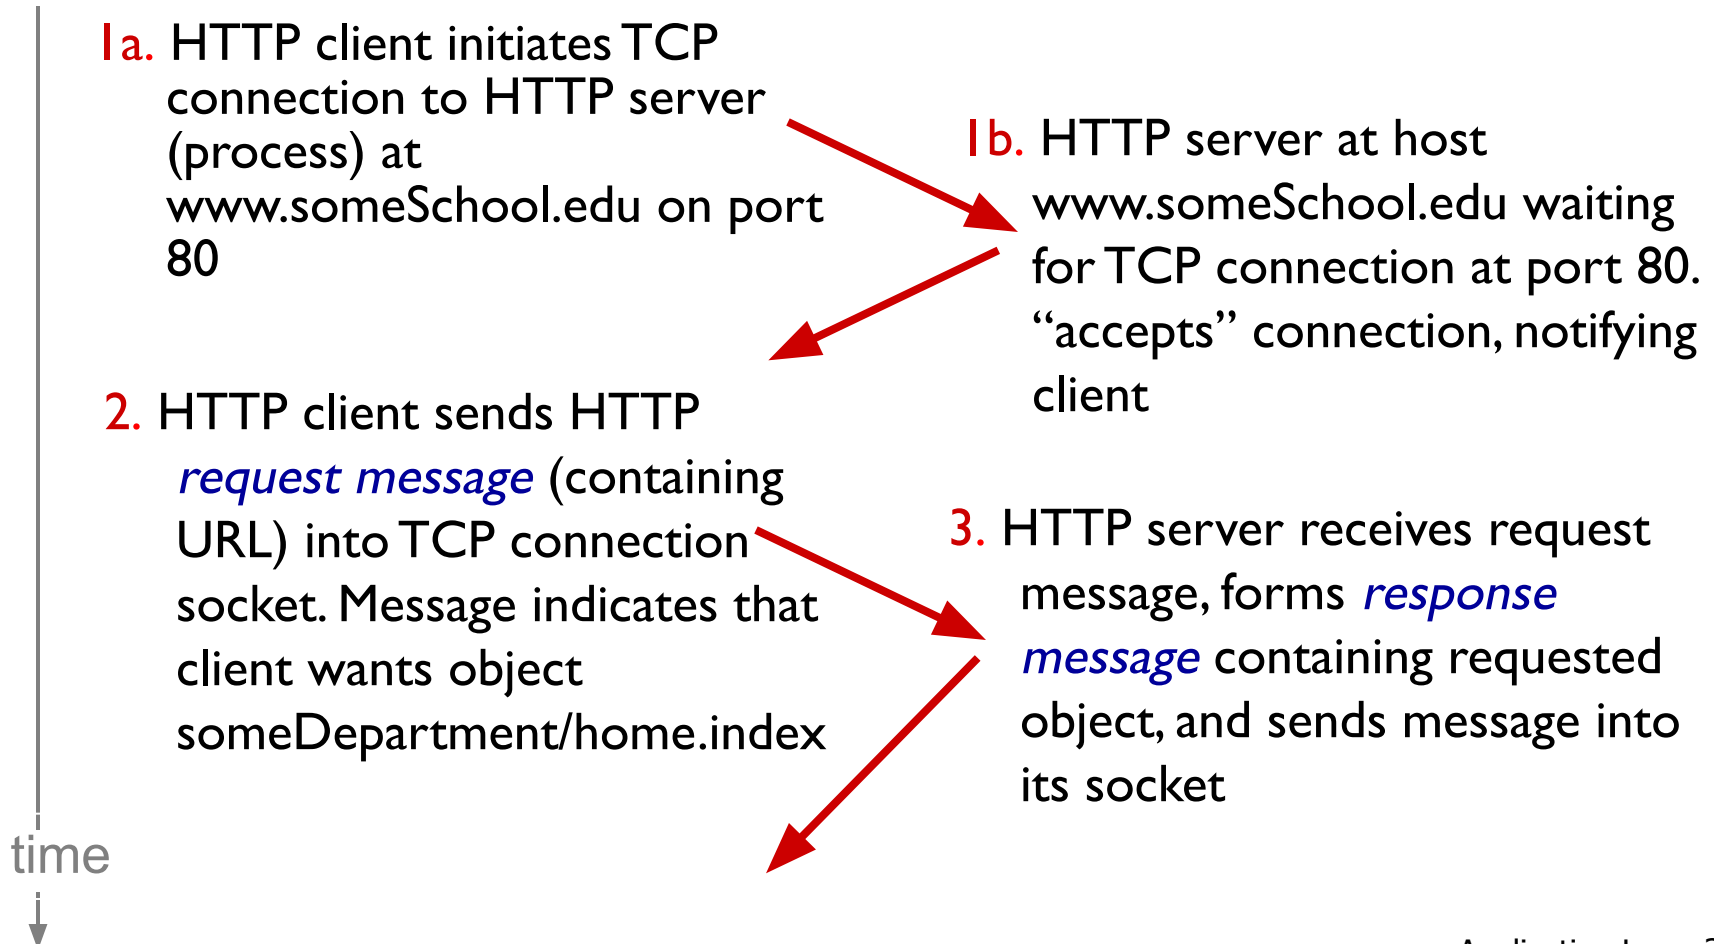 1a. HTTP client initiates TCP
connection to HTTP server
(process) at
www.someSchool.edu on port
80
1b. HTTP server at host
www.someSchool.edu waiting
for TCP connection at port 80.
“accepts” connection, notifying
client
2. HTTP client sends HTTP
request message (containing
URL) into TCP connection
socket. Message indicates that
client wants object
someDepartment/home.index
3. HTTP server receives request
message, forms response
message containing requested
object, and sends message into
its socket
time